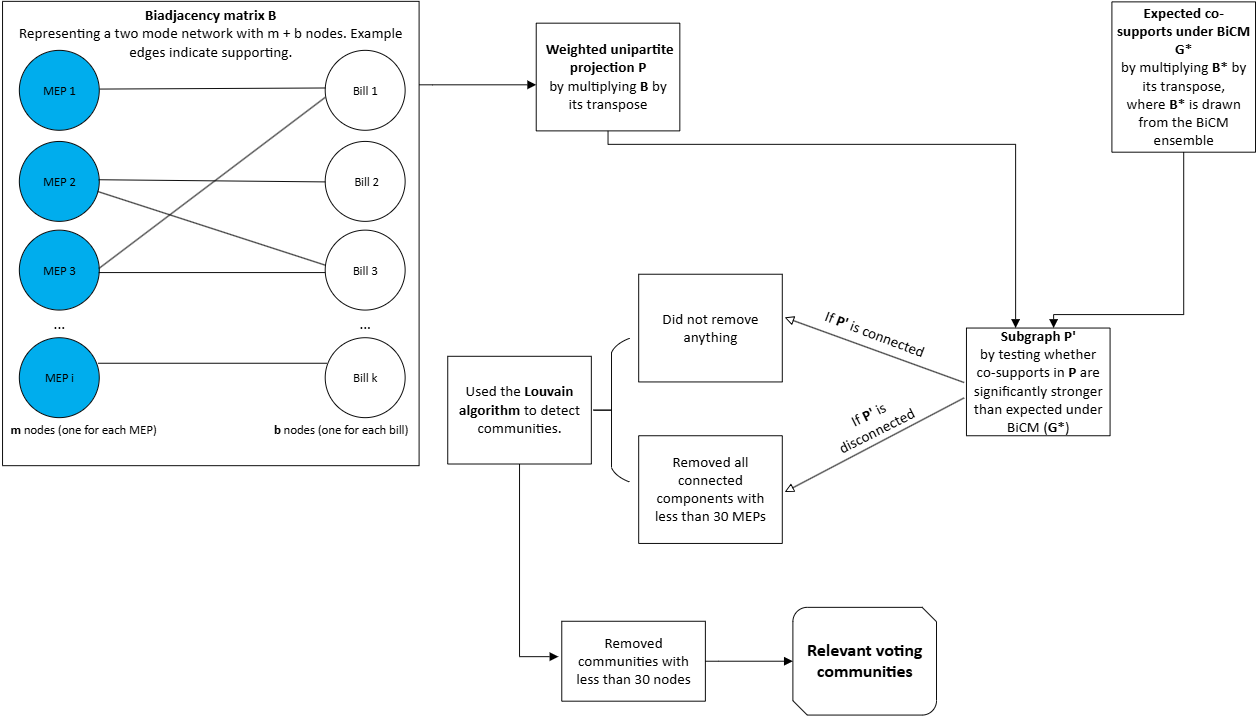 Biadjacency matrix B
Representing a two mode network with m + b nodes. Example
edges indicate supporting.
MEP 1
Bill 1
MEP 2
Bill 2
MEP 3
Bill 3
...
...
MEP i
Bill k
m nodes (one for each MEP)
b nodes (one for each bill)
Weighted unipartite
projection P
by multiplying B by
its transpose
Expected co-
supports under BiCM
G*
by multiplying B* by
its transpose,
where B* is drawn
from the BiCM
ensemble
Subgraph P'
by testing whether
co-supports in P are
significantly stronger
than expected under
BiCM (G*)
If P' is connected
If P' is
disconnected
Did not remove
anything
Removed all
connected
components with
less than 30 MEPs
Used the Louvain
algorithm to detect
communities.
Removed
communities with
less than 30 nodes
Relevant voting
communities